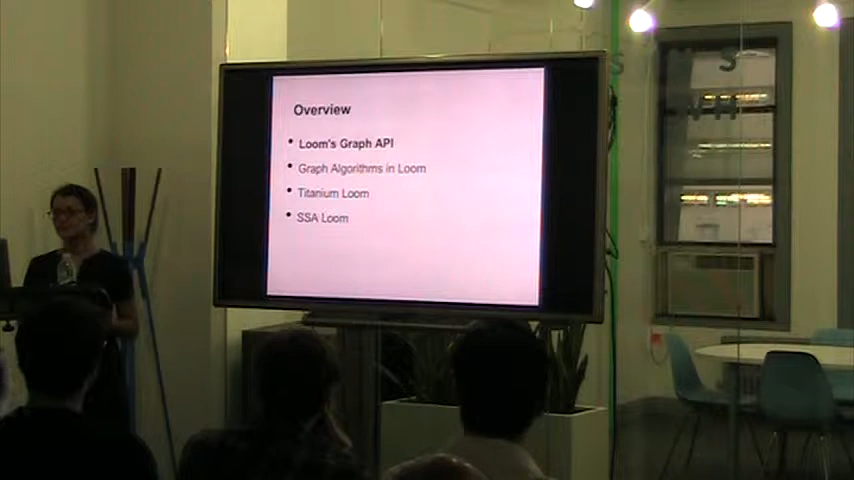 Overview
Loom's Graph API
Graph Algorithms in Loom
Titanium Loom
SSA Loom